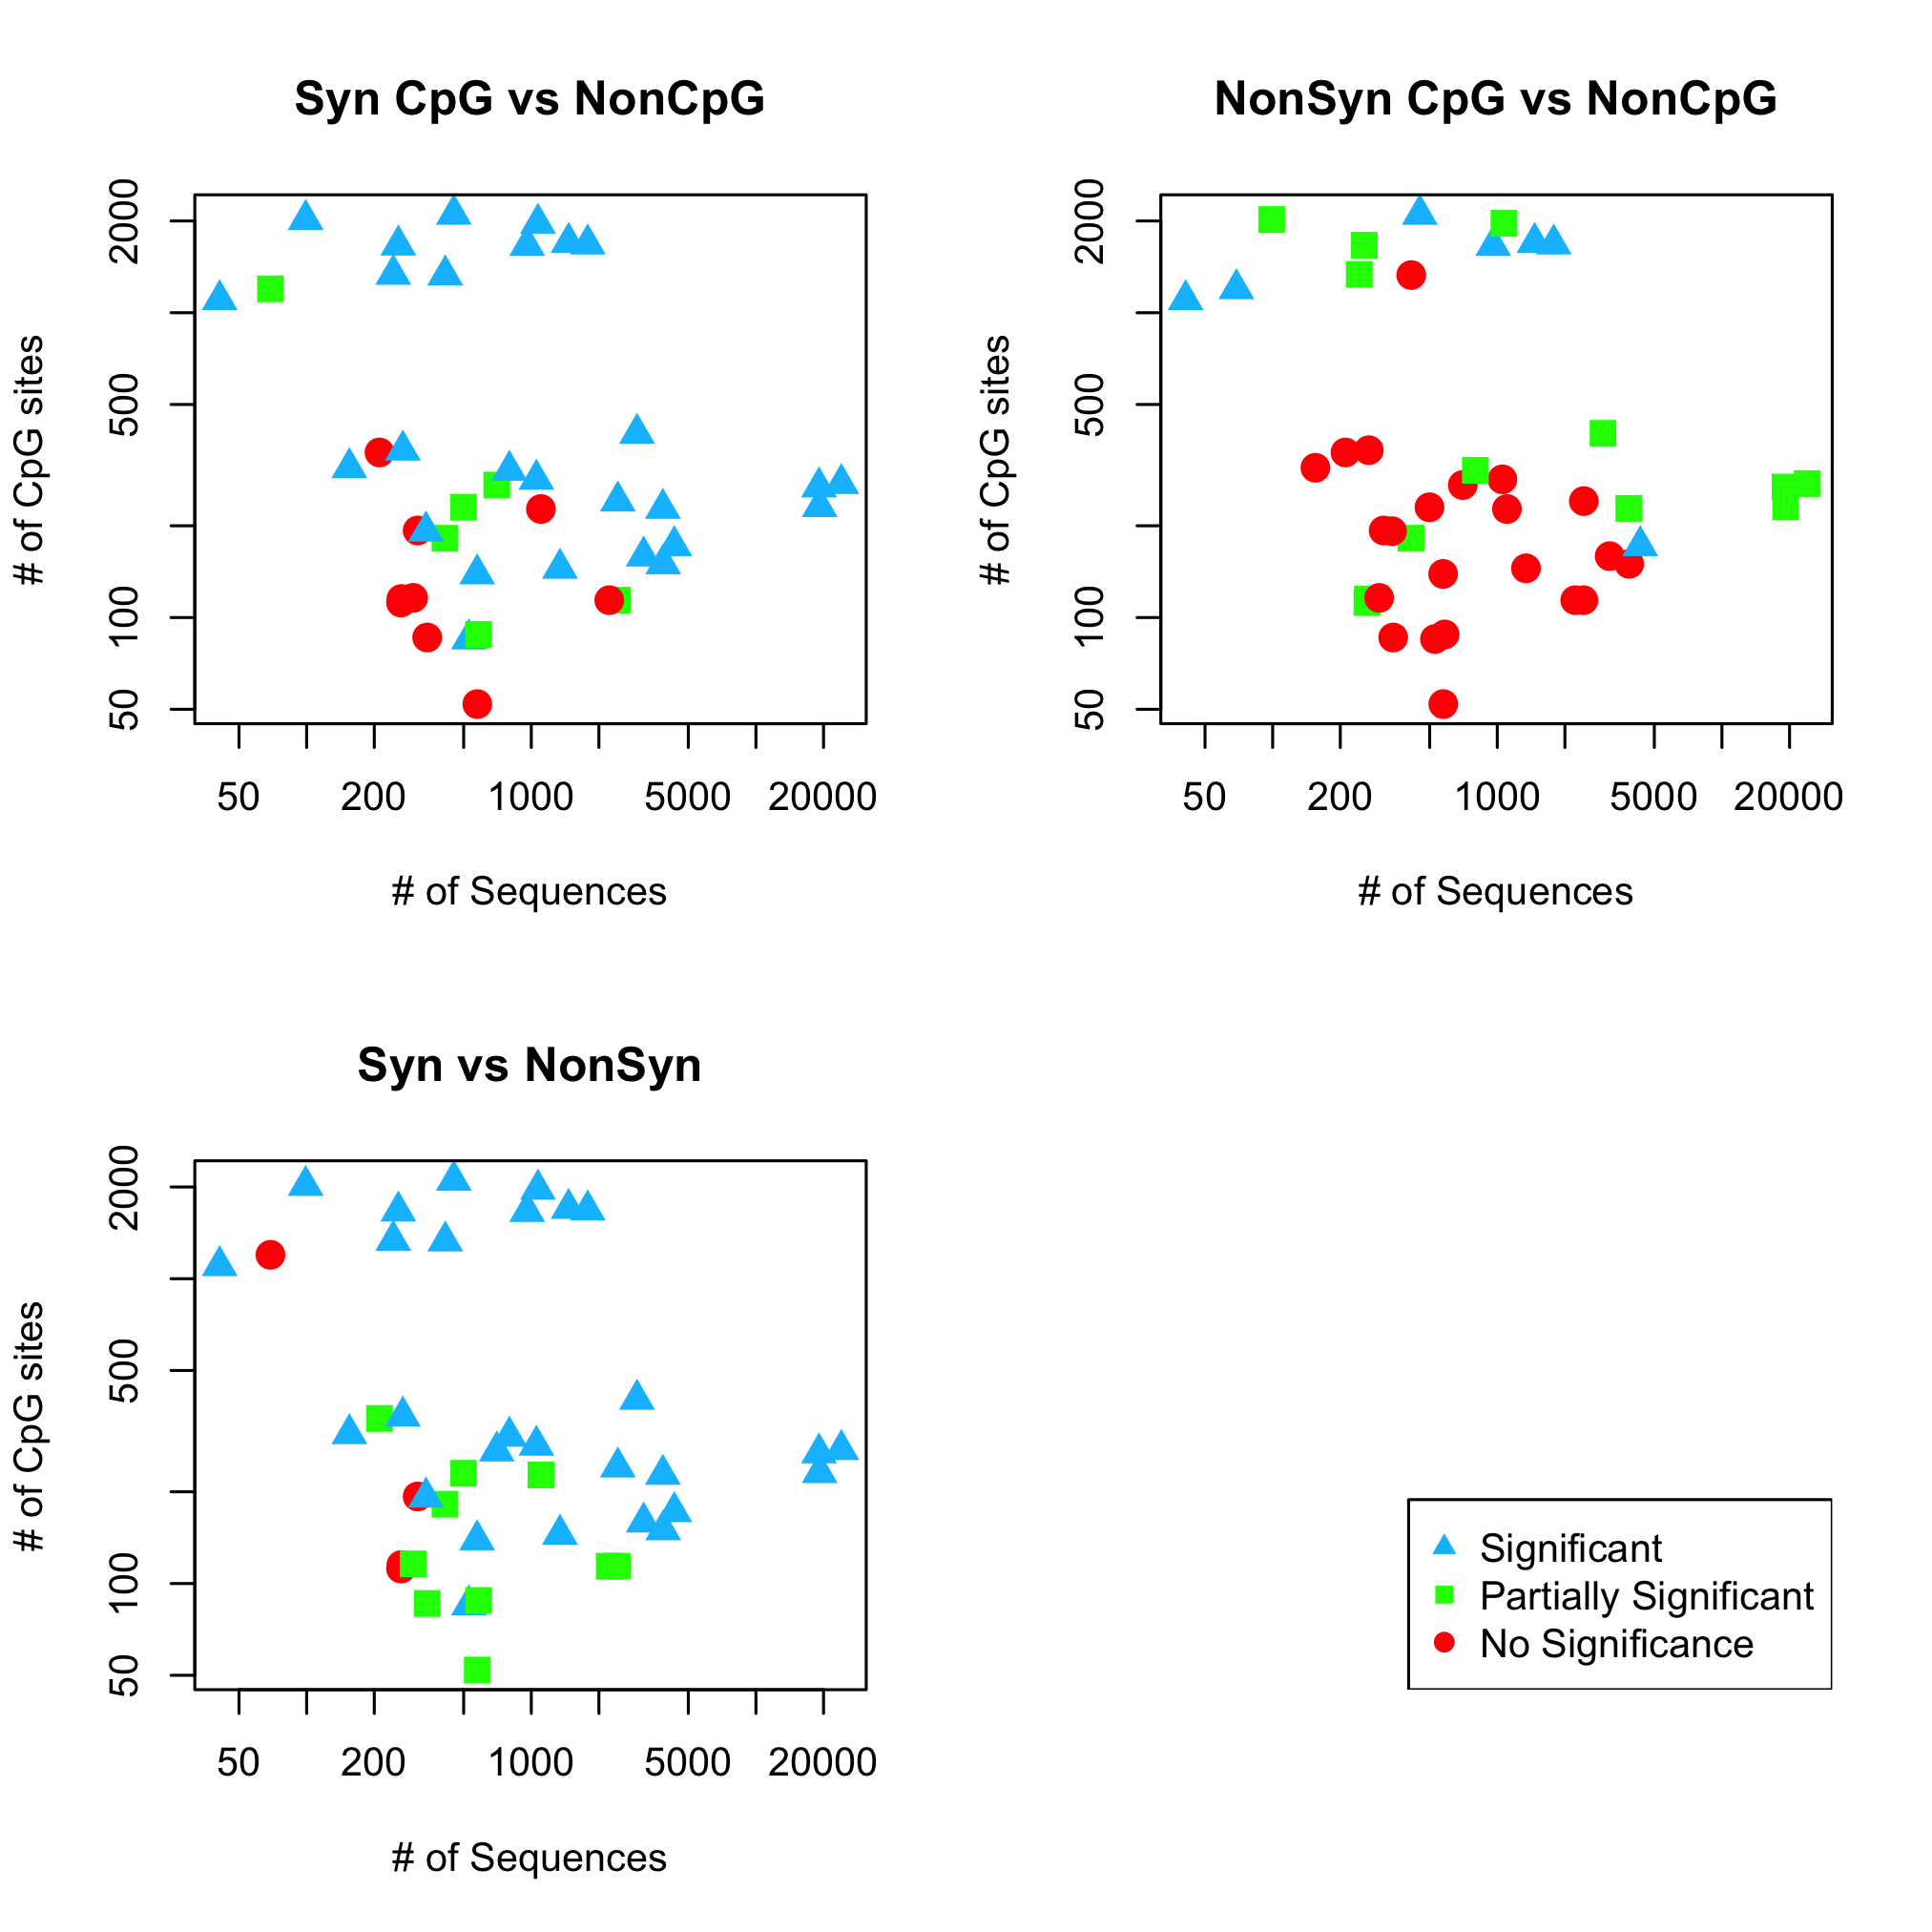 Syn CpG vs NonCpG
# of CpG sites
2000
500
100
50
50 200 1000 5000 20000
# of Sequences
NonSyn CpG vs NonCpG
# of CpG sites
2000
500
100
50
50 200 1000 5000 20000
# of Sequences
Syn vs NonSyn
# of CpG sites
2000
500
100
50
50 200 1000 5000 20000
# of Sequences
Significant
Partially Significant
No Significance